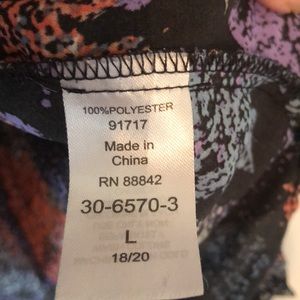 100%POLYESTER
91717
Made in
China
RN 88842
30-6570-3
L
18/20